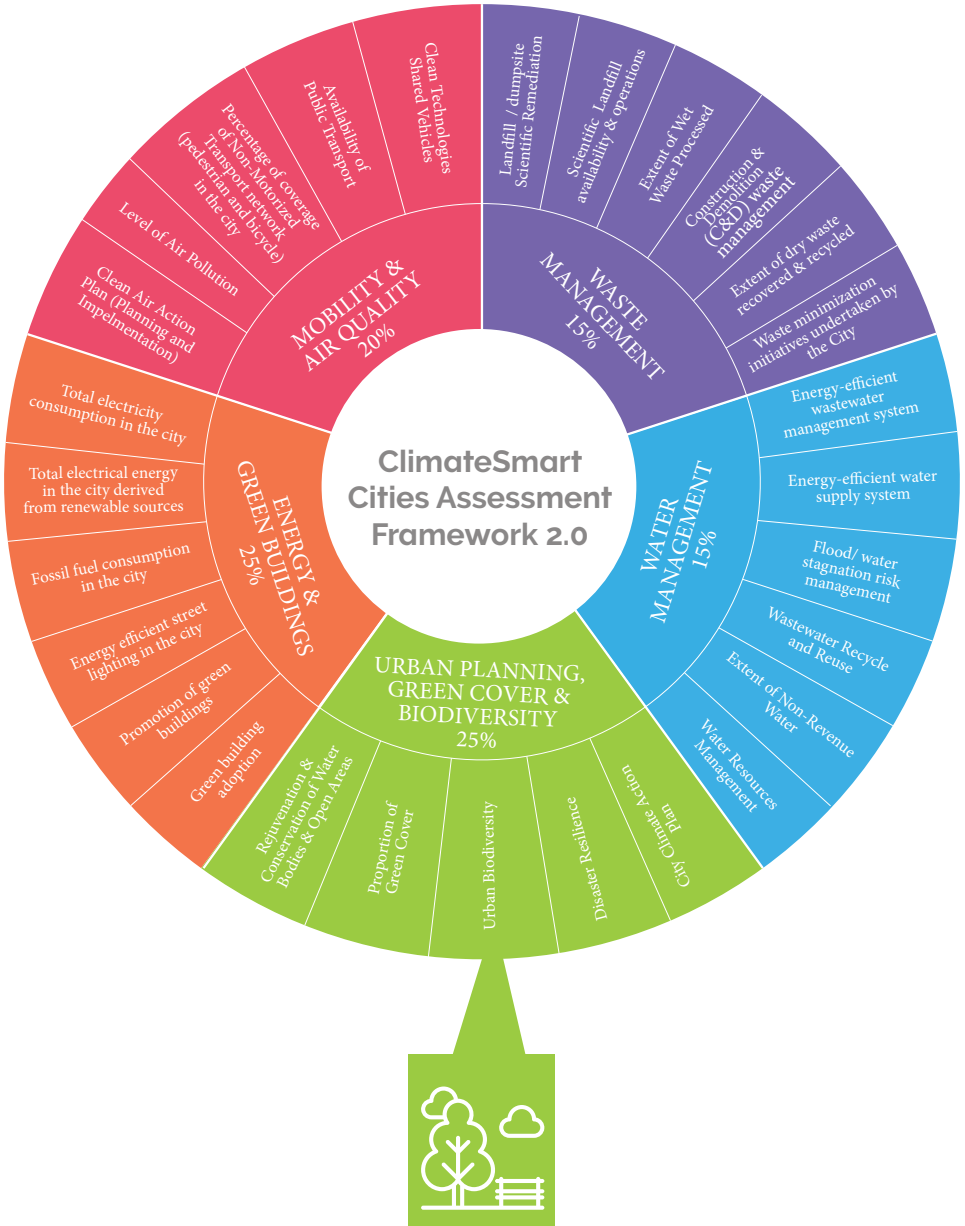 ClimateSmart
Cities Assessment
Framework 2.0
WASTE
MANAGEMENT
15%
Landfill / dumpsite
Scientific Remediation
Scientific Landfill
availability & operations
Extent of Wet
Waste Processed
Construction &
Demolition
(C&D) waste
management
Extent of dry waste
recovered & recycled
Waste minimization
initiatives undertaken by
the City
WATER
MANAGEMENT
15%
Energy-efficient
wastewater
management system
Energy-efficient water
supply system
Flood/ water
stagnation risk
management
Wastewater Recycle
and Reuse
Extent of Non-Revenue
Water
Water Resources
Management
URBAN PLANNING,
GREEN COVER &
BIODIVERSITY
25%
City Climate Action
Plan
Disaster Resilience
Urban Biodiversity
Proportion of
Green Cover
Rejuvenation &
Conservation of Water
Bodies & Open Areas
ENERGY &
GREEN BUILDINGS
25%
Green building
adoption
Promotion of green
buildings
Energy efficient street
lighting in the city
Fossil fuel consumption
in the city
Total electrical energy
in the city derived
from renewable sources
Total electricity
consumption in the city
MOBILITY &
AIR QUALITY
20%
Clean Air Action
Plan (Planning and
Impelmentation)
Level of Air Pollution
Percentage of coverage
of Non-Motorized
Transport network
(pedestrian and bicycle)
in the city
Availability of
Public Transport
Clean Technologies
Shared Vehicles